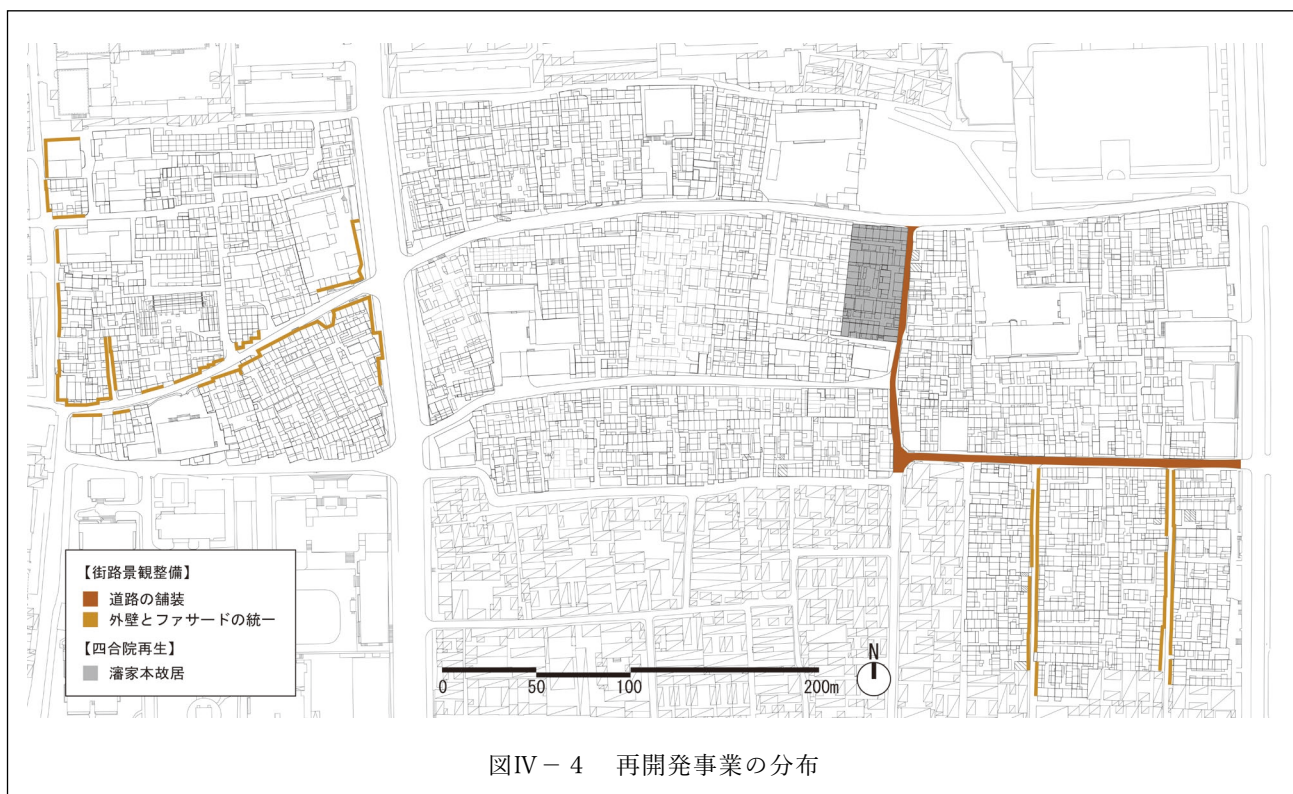 【街路景観整備】
道路の舗装
外壁とファサードの統一
【四合院再生】
瀋家本故居
N
0 50 100 200m
図Ⅳ－4 再開発事業の分布